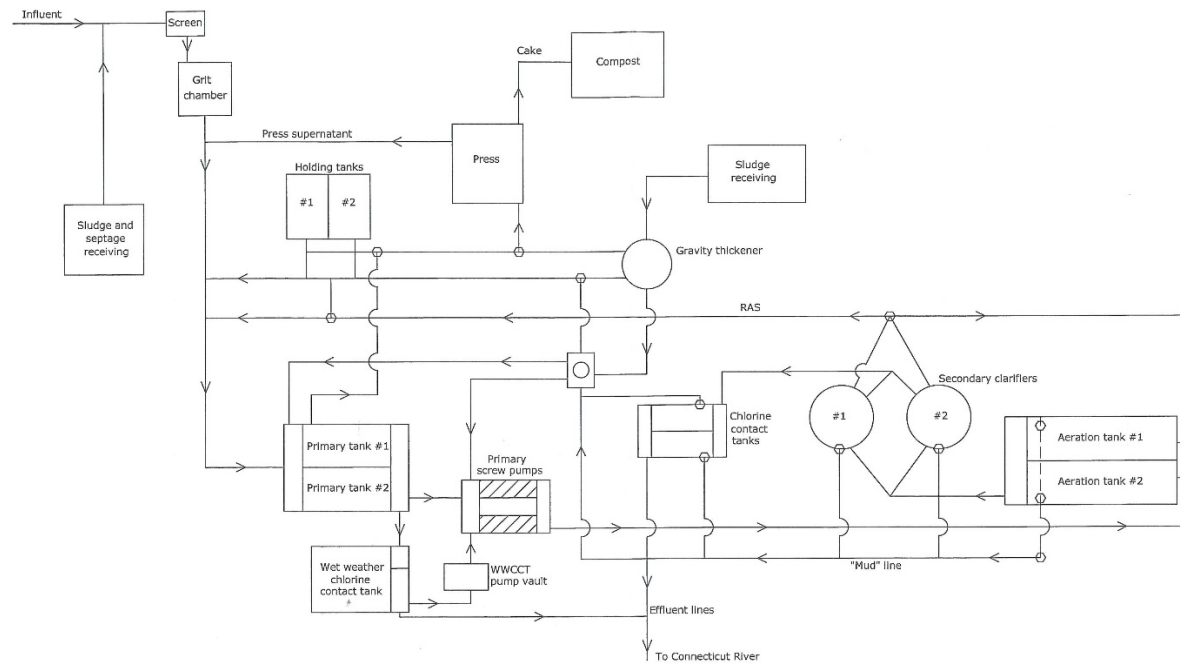 Influent
Screen
Grit
chamber
Cake
Compost
Press supernatant
Press
Holding tanks
#1
#2
Sludge
receiving
Sludge and
septage
receiving
Gravity thickener
RAS
Secondary clarifiers
#1
#2
Chlorine
contact
tanks
Aeration tank #1
Aeration tank #2
Primary tank #1
Primary tank #2
Primary
screw pumps
Wet weather
chlorine
contact tank
WWCCT
pump vault
"Mud" line
Effluent lines
To Connecticut River